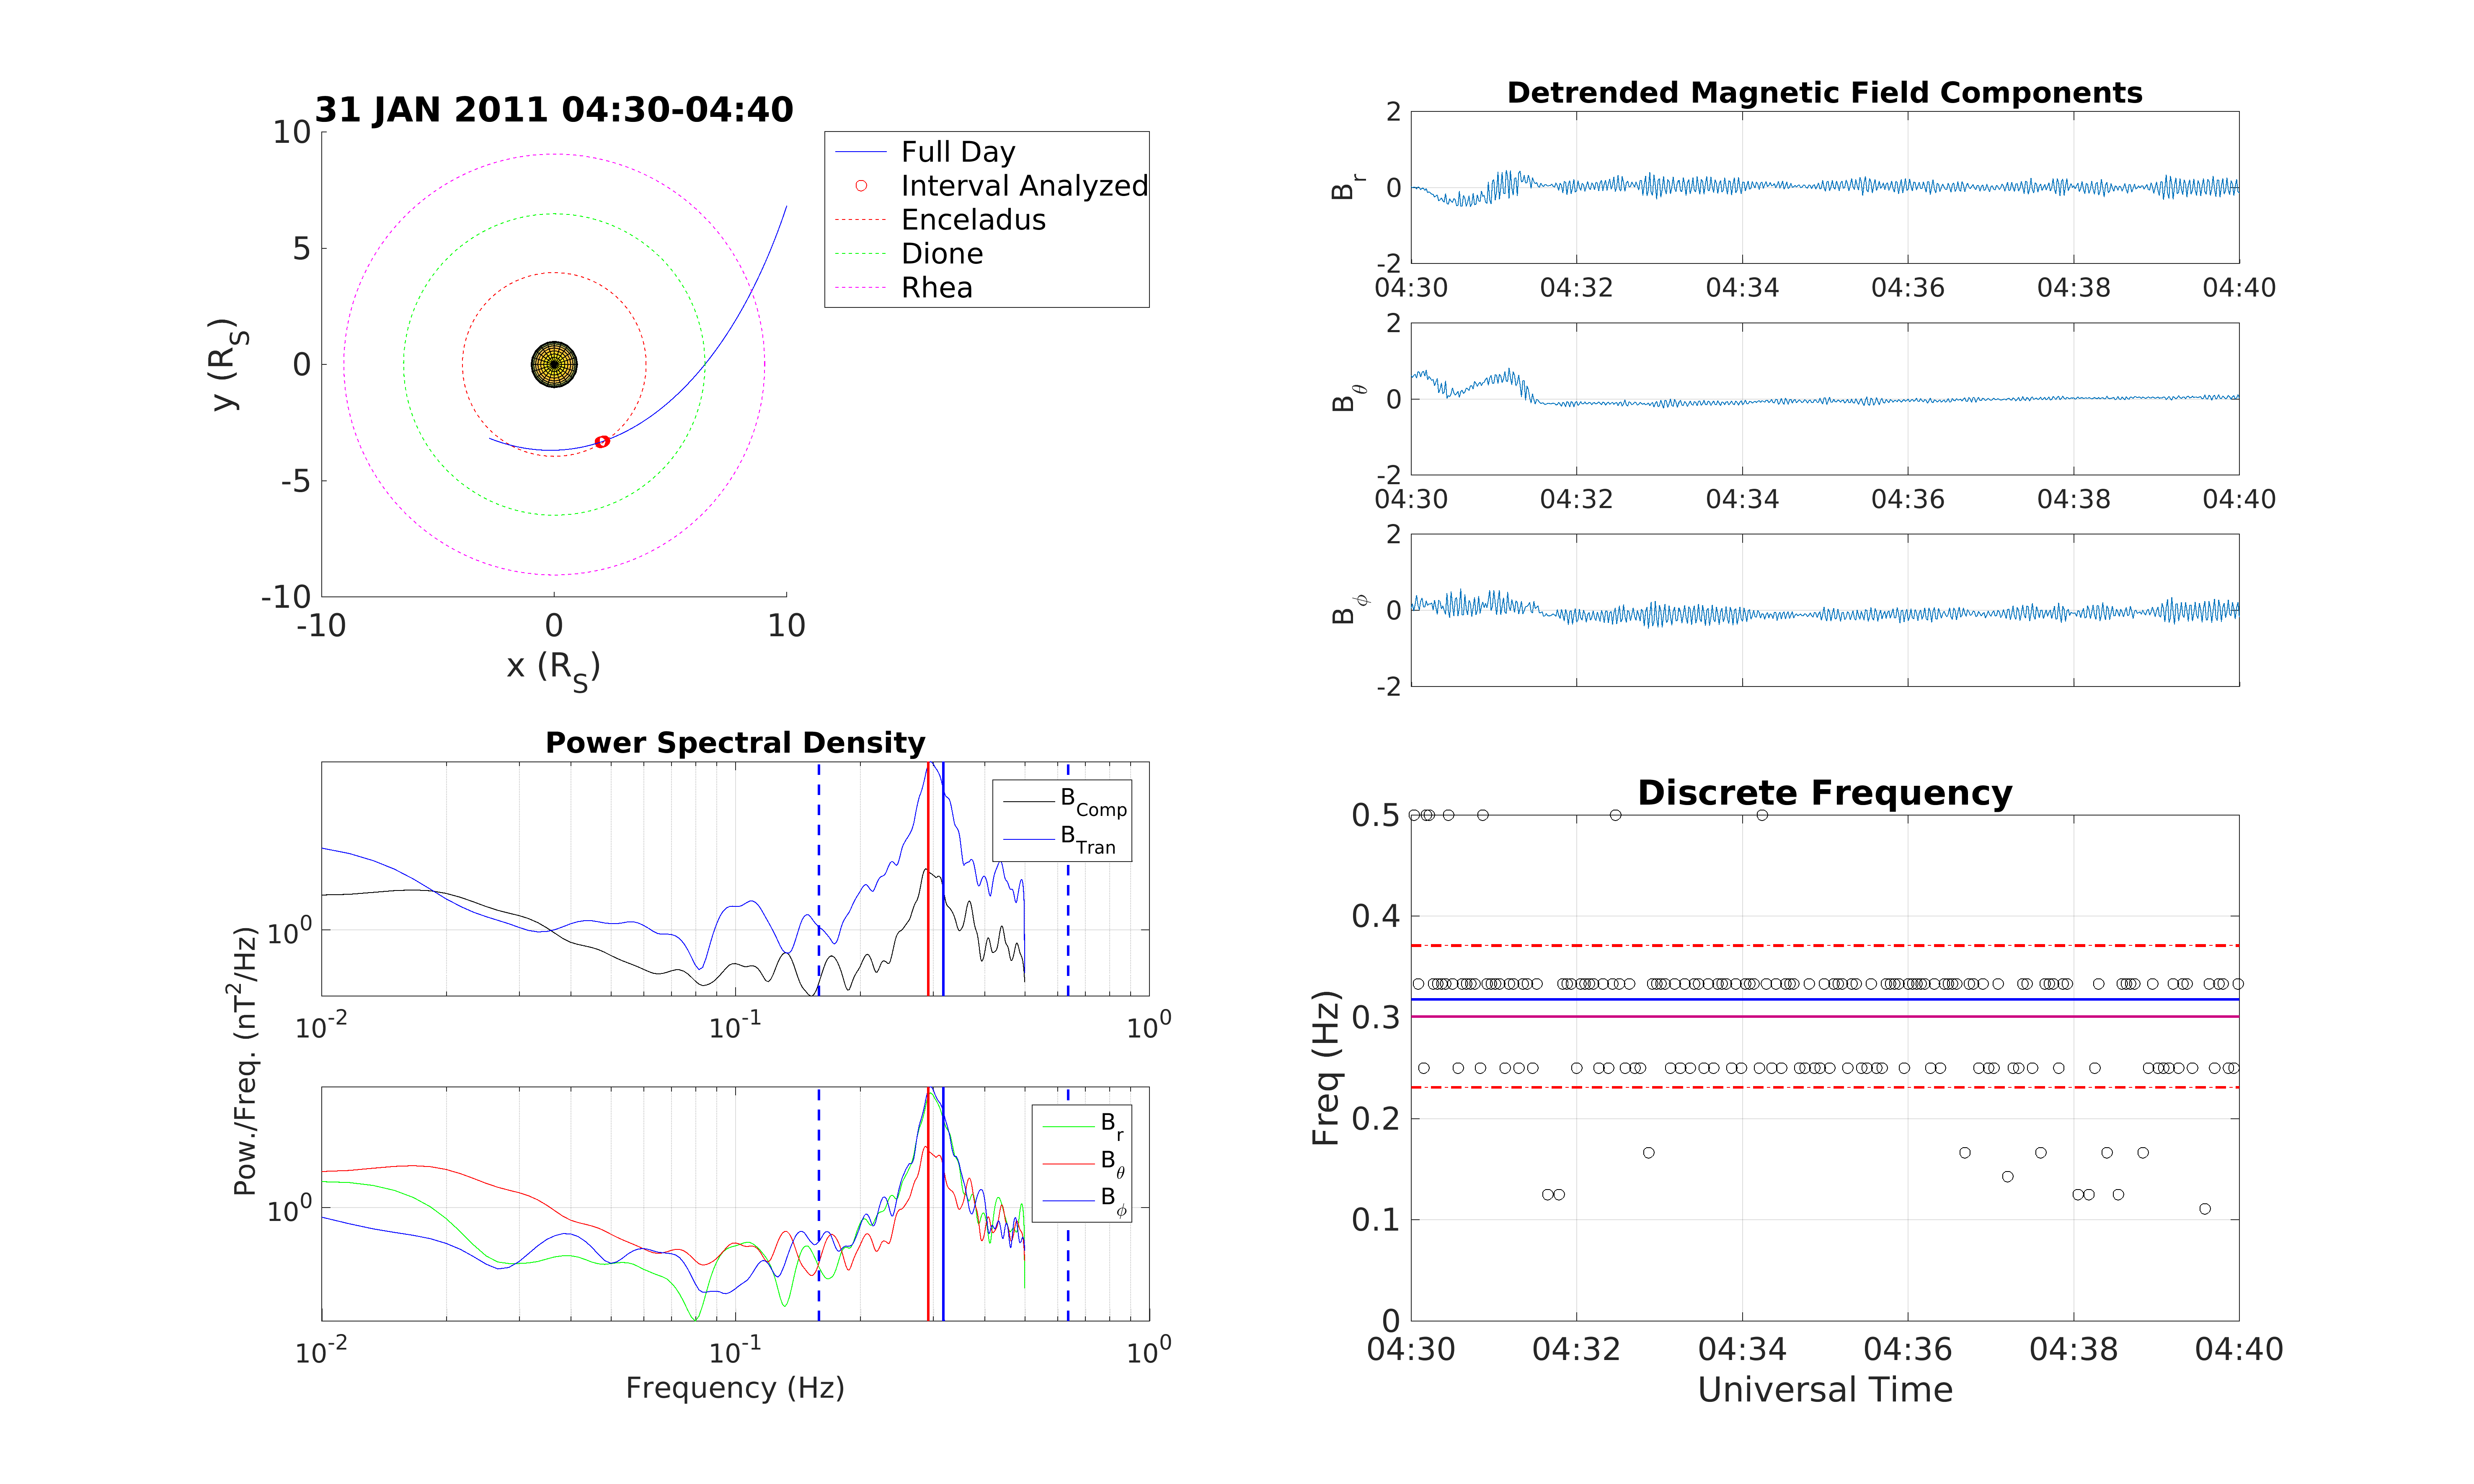 31 JAN 2011 04:30-04:40
10
5
0
-5
-10
-10 0 10
y (R_S)
x (R_S)
Full Day
Interval Analyzed
Enceladus
Dione
Rhea
Detrended Magnetic Field Components
2
0
-2
B_r
04:30 04:32 04:34 04:36 04:38 04:40
2
0
-2
B_θ
04:30 04:32 04:34 04:36 04:38 04:40
2
0
-2
B_ϕ
Power Spectral Density
B_Comp
B_Tran
10^0
10^-2 10^-1 10^0
Pow./Freq. (nT^2/Hz)
B_r
B_θ
B_ϕ
10^0
10^-2 10^-1 10^0
Frequency (Hz)
Discrete Frequency
0.5
0.4
0.3
0.2
0.1
0
Freq (Hz)
04:30 04:32 04:34 04:36 04:38 04:40
Universal Time